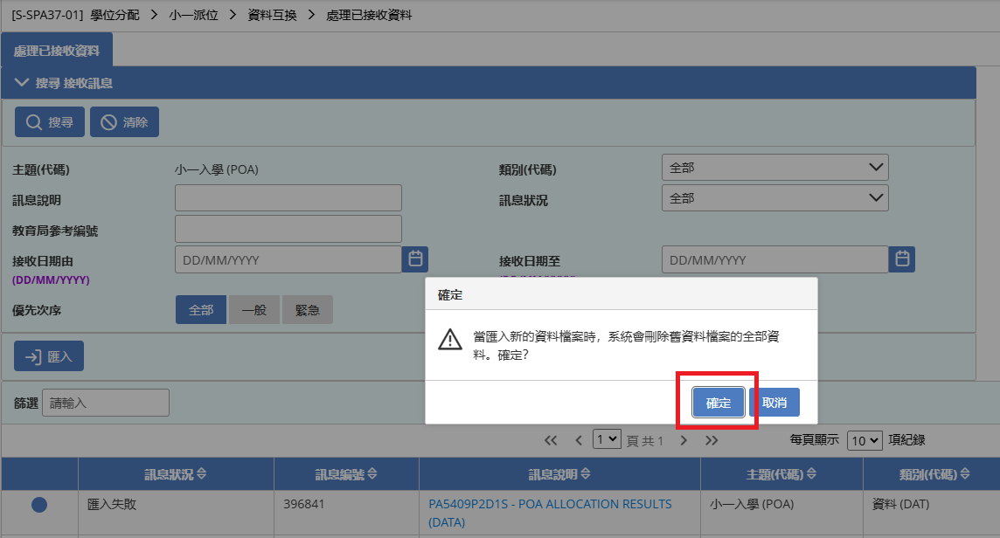 [S-SPA37-01] 學位分配 > 小一派位 > 資料互換 > 處理已接收資料
處理已接收資料
搜尋 接收訊息
搜尋 清除
主題(代碼) 小一入學 (POA) 類別(代碼) 全部
訊息說明 訊息狀況 全部
教育局參考編號
接收日期由 DD/MM/YYYY 接收日期至 DD/MM/YYYY
(DD/MM/YYYY)
優先次序 全部 一般 緊急
確定
當匯入新的資料檔案時，系統會刪除舊資料檔案的全部資
料。確定?
確定 取消
匯入
篩選 請輸入
<< < 1 頁 共 1 > >> 每頁顯示 10 項紀錄
訊息狀況 訊息編號 訊息說明 主題(代碼) 類別(代碼)
匯入失敗 396841 PA5409P2D1S - POA ALLOCATION RESULTS 小一入學 (POA) 資料 (DAT)
(DATA)